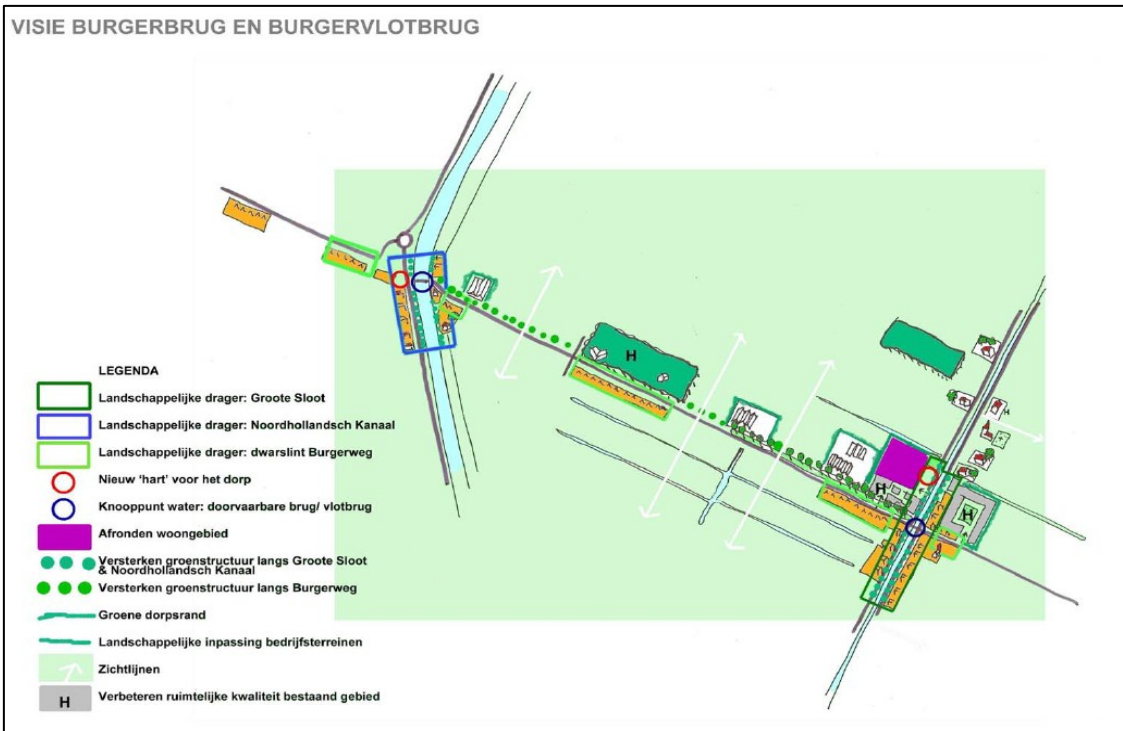 VISIE BURGERBRUG EN BURGERVLOTBRUG
H
H
H
LEGENDA
Landschappelijke drager: Groote Sloot
Landschappelijke drager: Noordhollandsch Kanaal
Landschappelijke drager: dwarslint Burgerweg
Nieuw ‘hart’ voor het dorp
Knooppunt water: doorvaarbare brug/ vlotbrug
Afronden woongebied
Versterken groenstructuur langs Groote Sloot
& Noordhollandsch Kanaal
Versterken groenstructuur langs Burgerweg
Groene dorpsrand
Landschappelijke inpassing bedrijfsterreinen
Zichtlijnen
H Verbeteren ruimtelijke kwaliteit bestaand gebied